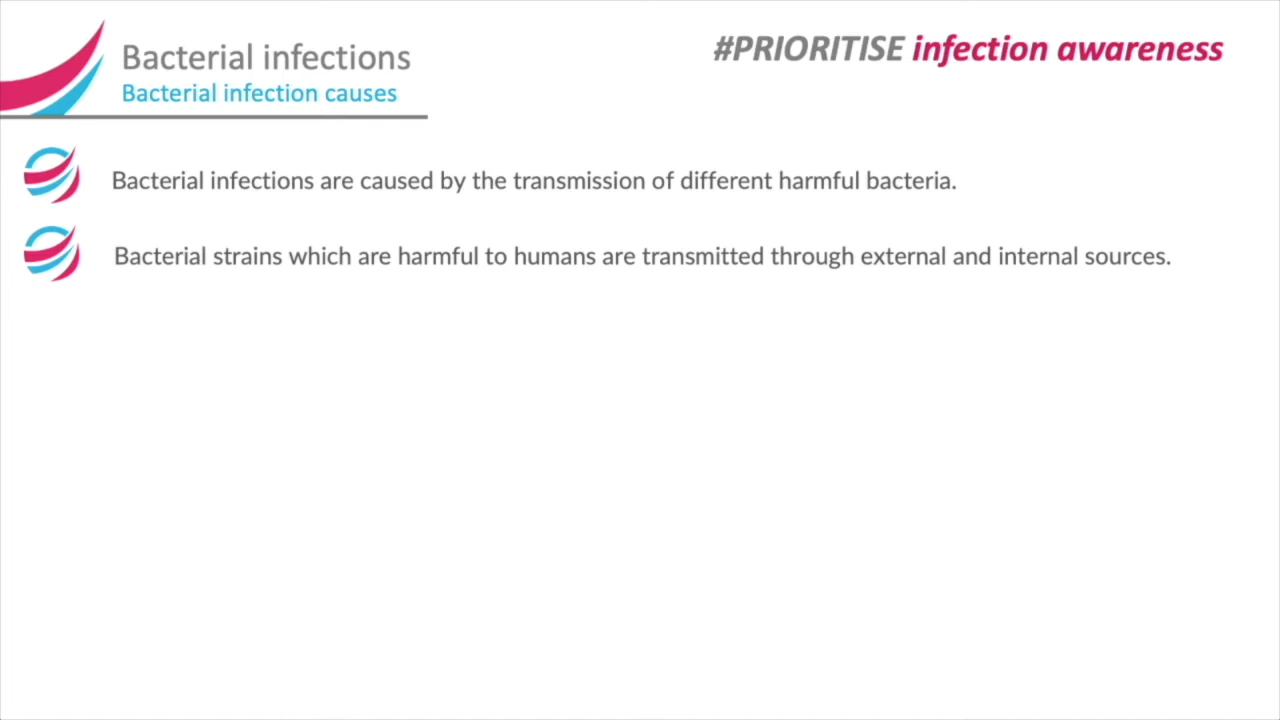 Bacterial infections
#PRIORITISE infection awareness
Bacterial infection causes
Bacterial infections are caused by the transmission of different harmful bacteria.
Bacterial strains which are harmful to humans are transmitted through external and internal sources.